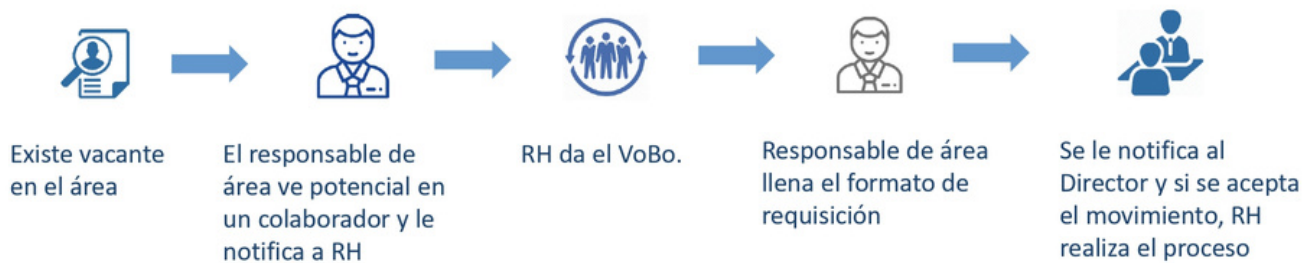 Existe vacante
en el área
El responsable de
área ve potencial en
un colaborador y le
notifica a RH
RH da el VoBo.
Responsable de área
llena el formato de
requisición
Se le notifica al
Director y si se acepta
el movimiento, RH
realiza el proceso